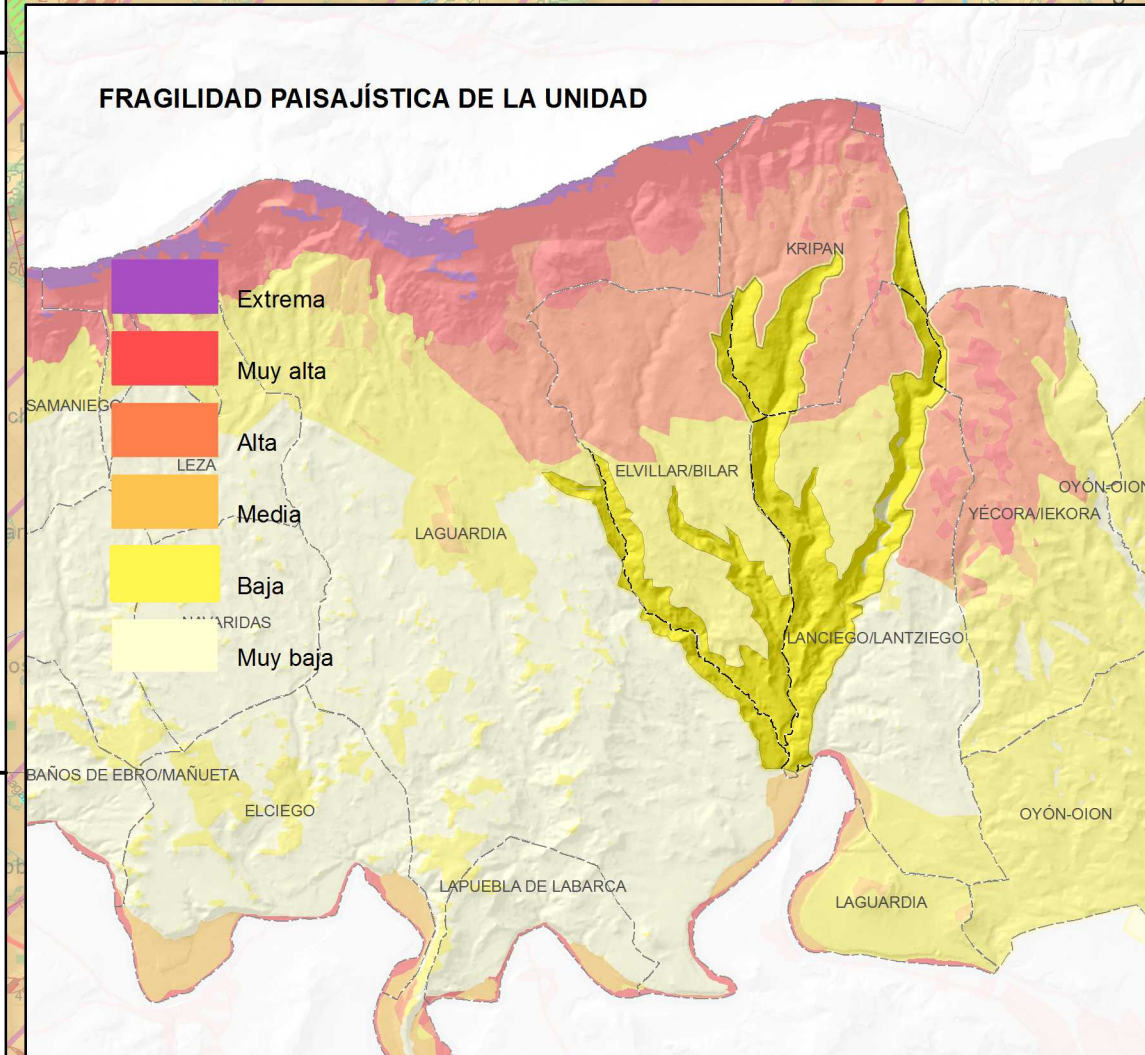 FRAGILIDAD PAISAJÍSTICA DE LA UNIDAD
KRIPAN
Extrema
Muy alta
SAMANIEGO
Alta
LEZA
ELVILLAR/BILAR
OYÓN-OION
Media
YÉCORA/IEKORA
LAGUARDIA
Baja
NAVARIDAS
LANCIEGO/LANTZIEGO
Muy baja
BAÑOS DE EBRO/MAÑUETA
ELCIEGO
OYÓN-OION
LAPUEBLA DE LABARCA
LAGUARDIA